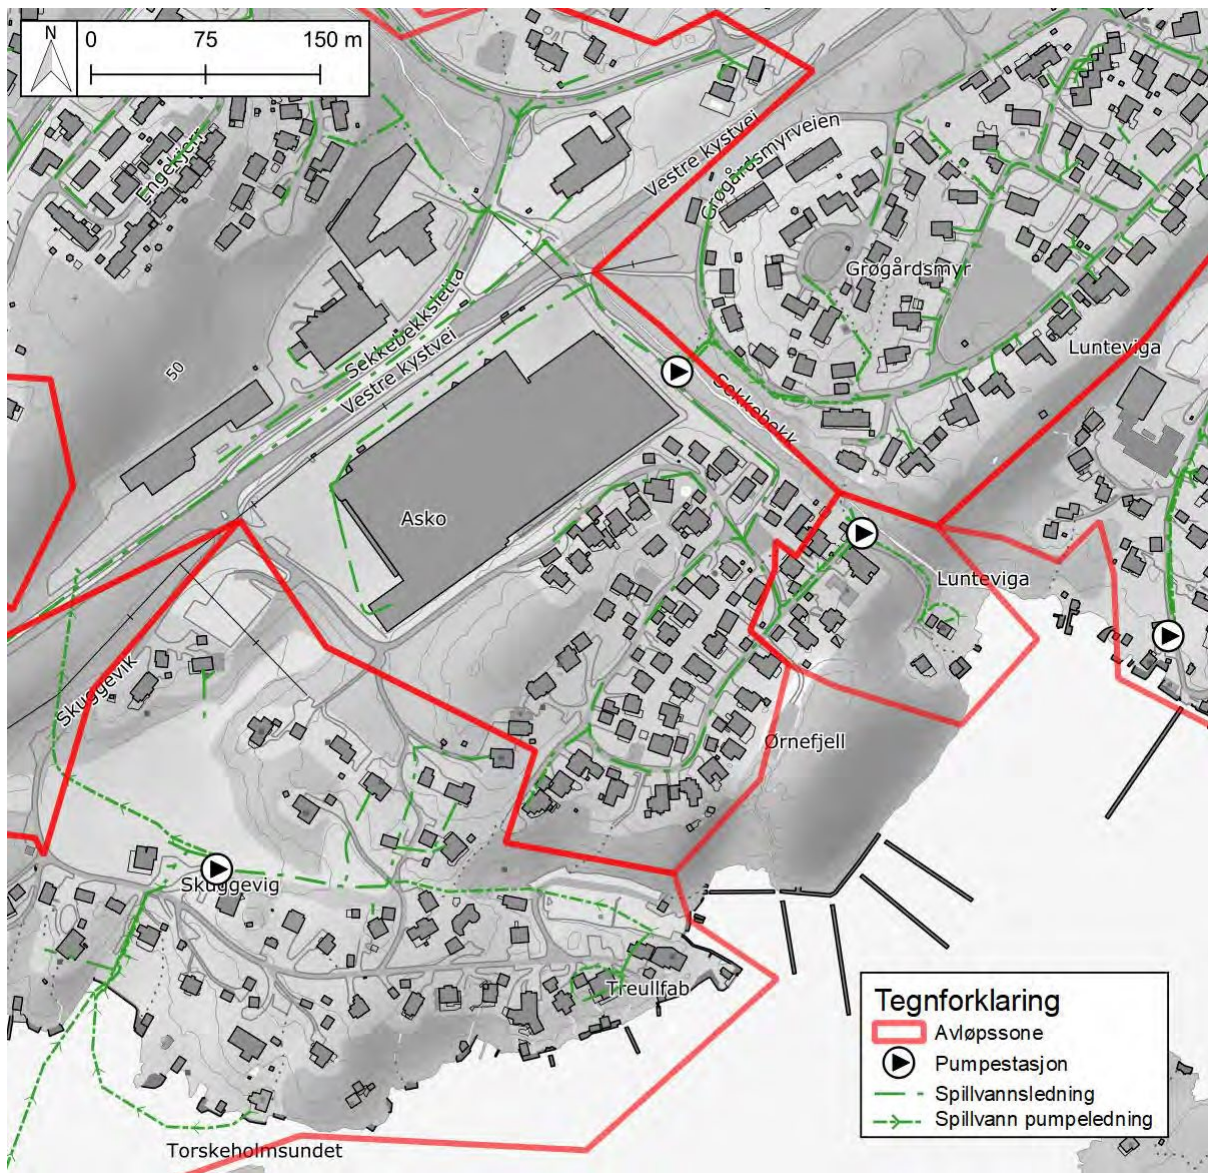 N
0 75 150 m
Engekjerr
Vestre kystvei
Grøgårdsmyrveien
Grøgårdsmyr
Sekkebekksletta
Vestre kystvei
50
Lunteviga
Sekkebekk
Asko
Lunteviga
Skuggevik
Ørnefjell
Skuggevig
Treullfab
Torskeholmsundet
Tegnforklaring
Avløpssone
Pumpestasjon
Spillvannsledning
Spillvann pumpeledning